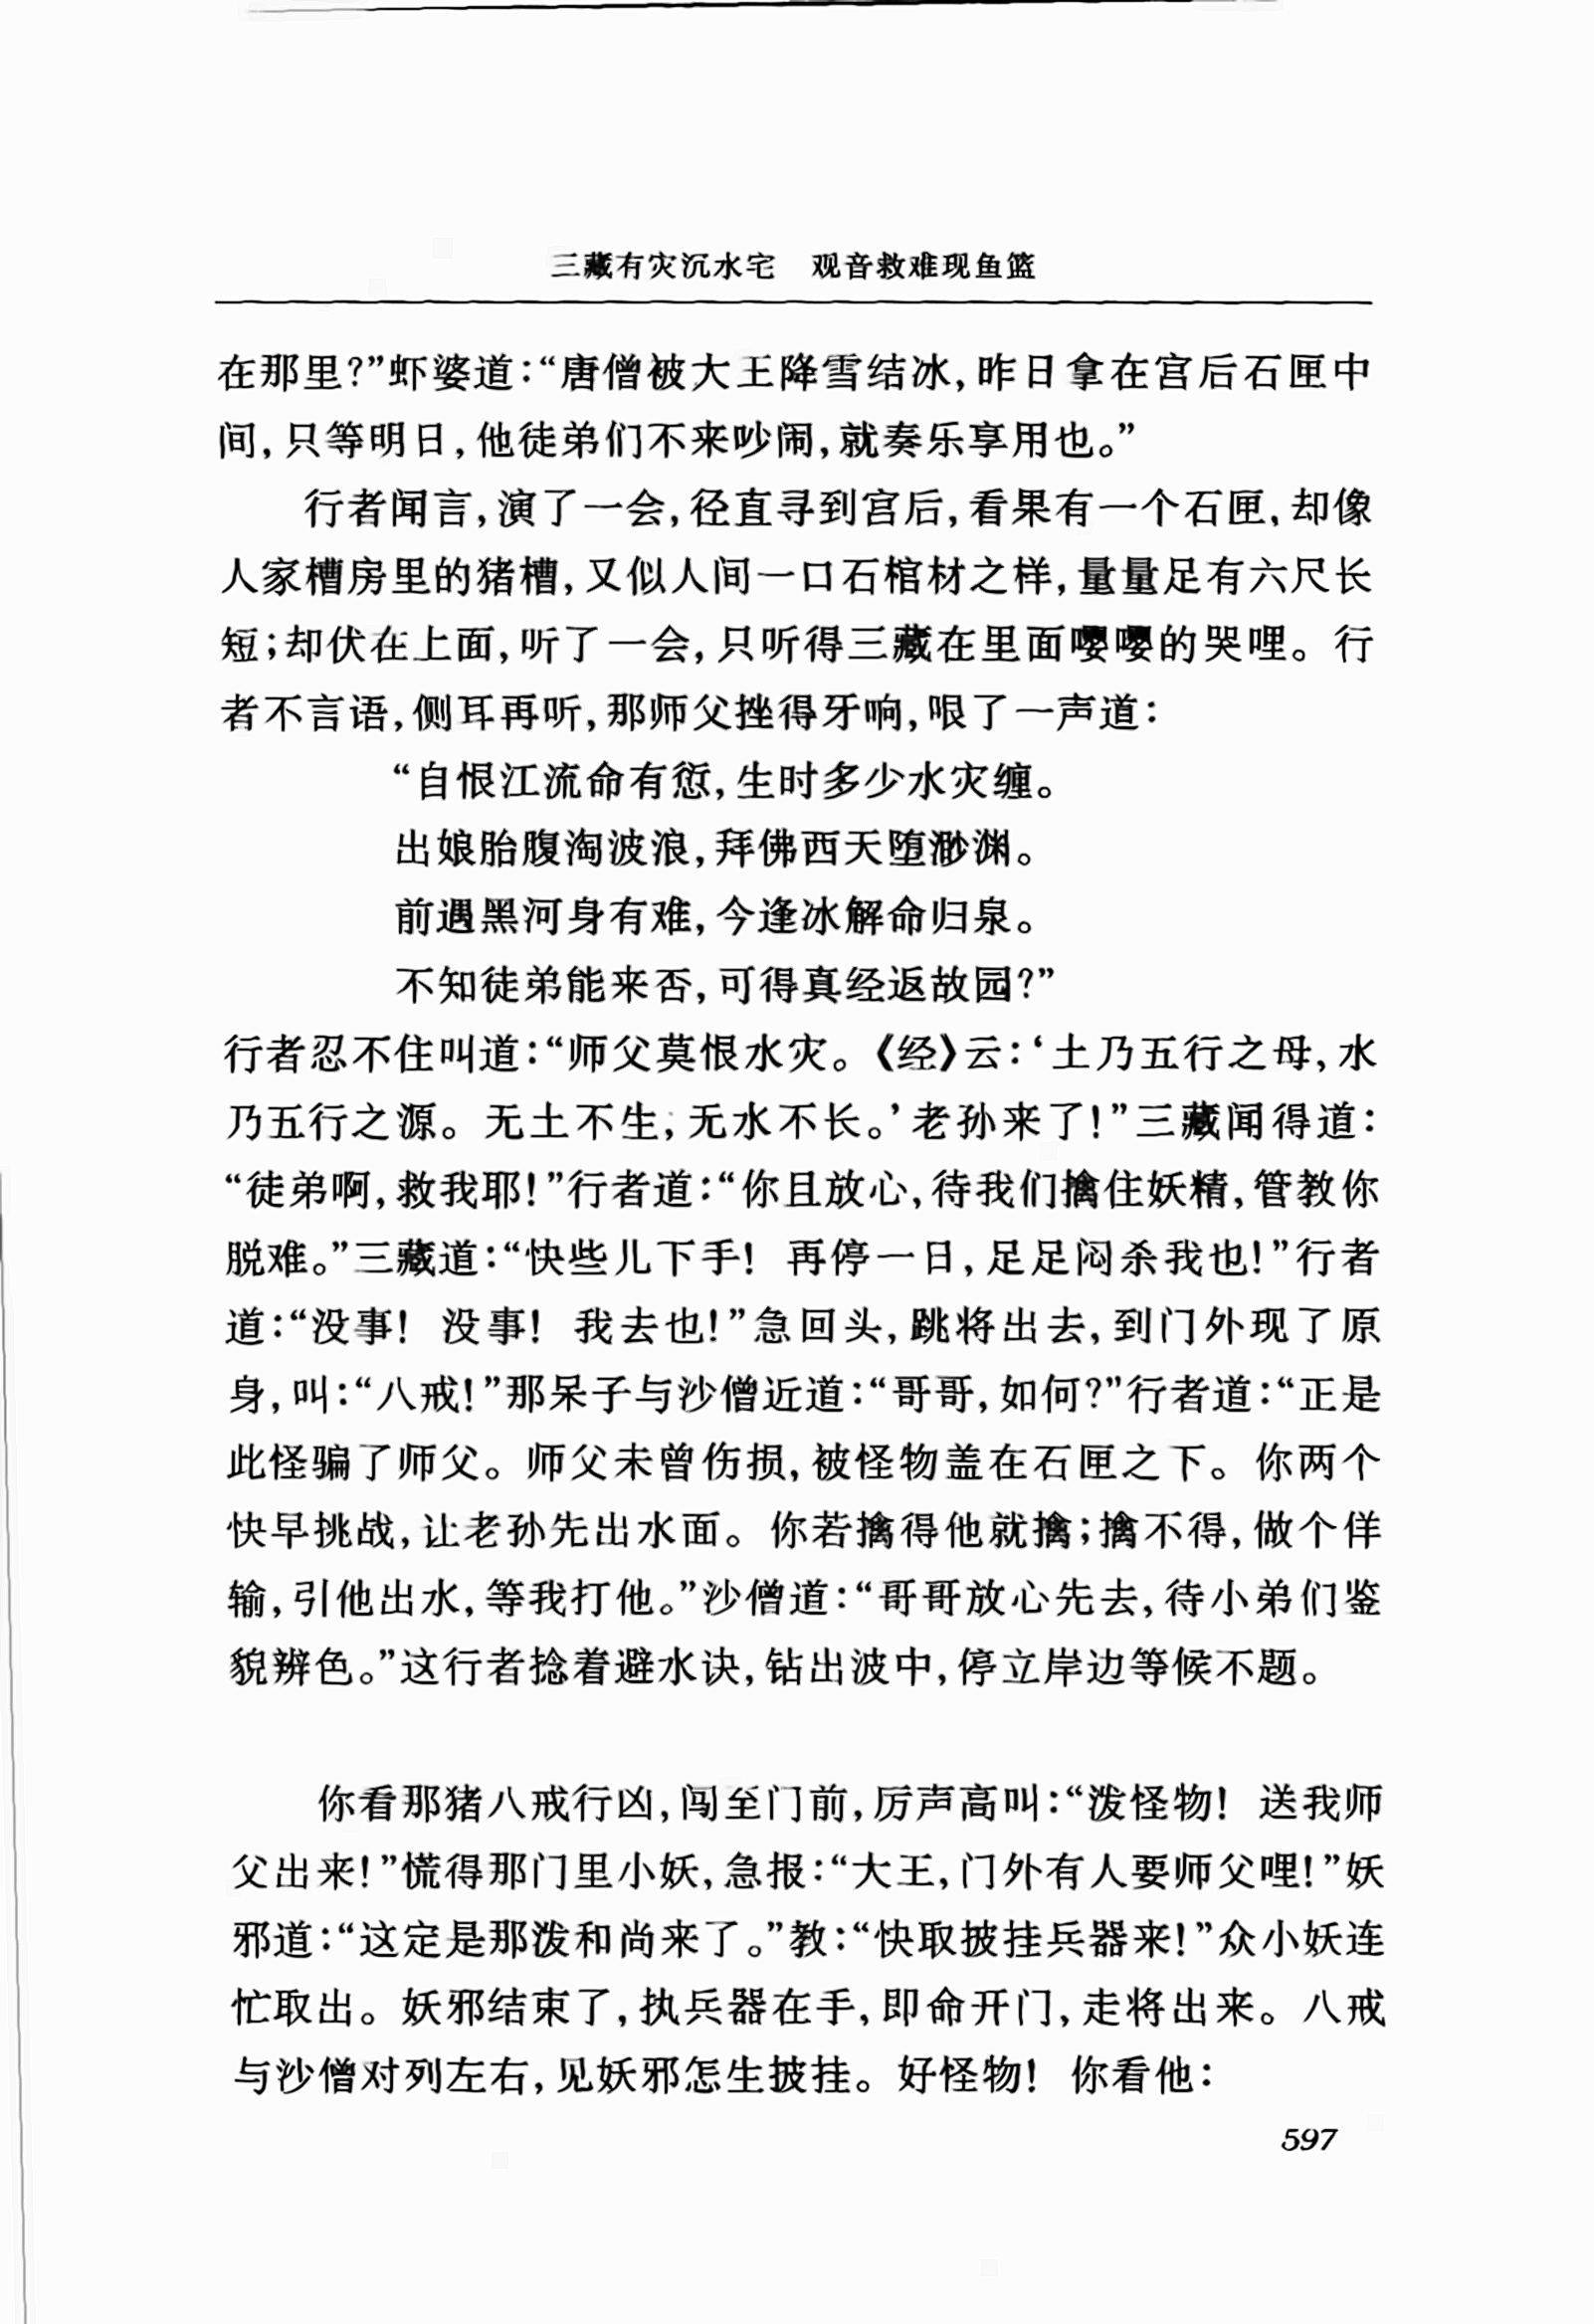 三藏有灾沉水宅　观音救难现鱼篮
在那里?”虾婆道:“唐僧被大王降雪结冰,昨日拿在宫后石匣中
间,只等明日,他徒弟们不来吵闹,就奏乐享用也。”
行者闻言,演了一会,径直寻到宫后,看果有一个石匣,却像
人家槽房里的猪槽,又似人间一口石棺材之样,量量足有六尺长
短;却伏在上面,听了一会,只听得三藏在里面嘤嘤的哭哩。行
者不言语,侧耳再听,那师父挫得牙响,哏了一声道:
“自恨江流命有愆,生时多少水灾缠。
出娘胎腹淘波浪,拜佛西天堕渺渊。
前遇黑河身有难,今逢冰解命归泉。
不知徒弟能来否,可得真经返故园?”
行者忍不住叫道:“师父莫恨水灾。《经》云:‘土乃五行之母,水
乃五行之源。无土不生,无水不长。’老孙来了!”三藏闻得道:
“徒弟啊,救我耶!”行者道:“你且放心,待我们擒住妖精,管教你
脱难。”三藏道:“快些儿下手! 再停一日,足足闷杀我也!”行者
道:“没事! 没事! 我去也!”急回头,跳将出去,到门外现了原
身,叫:“八戒!”那呆子与沙僧近道:“哥哥,如何?”行者道:“正是
此怪骗了师父。师父未曾伤损,被怪物盖在石匣之下。你两个
快早挑战,让老孙先出水面。你若擒得他就擒;擒不得,做个佯
输,引他出水,等我打他。”沙僧道:“哥哥放心先去,待小弟们鉴
貌辨色。”这行者捻着避水诀,钻出波中,停立岸边等候不题。
你看那猪八戒行凶,闯至门前,厉声高叫:“泼怪物! 送我师
父出来!”慌得那门里小妖,急报:“大王,门外有人要师父哩!”妖
邪道:“这定是那泼和尚来了。”教:“快取披挂兵器来!”众小妖连
忙取出。妖邪结束了,执兵器在手,即命开门,走将出来。八戒
与沙僧对列左右,见妖邪怎生披挂。好怪物! 你看他:
597